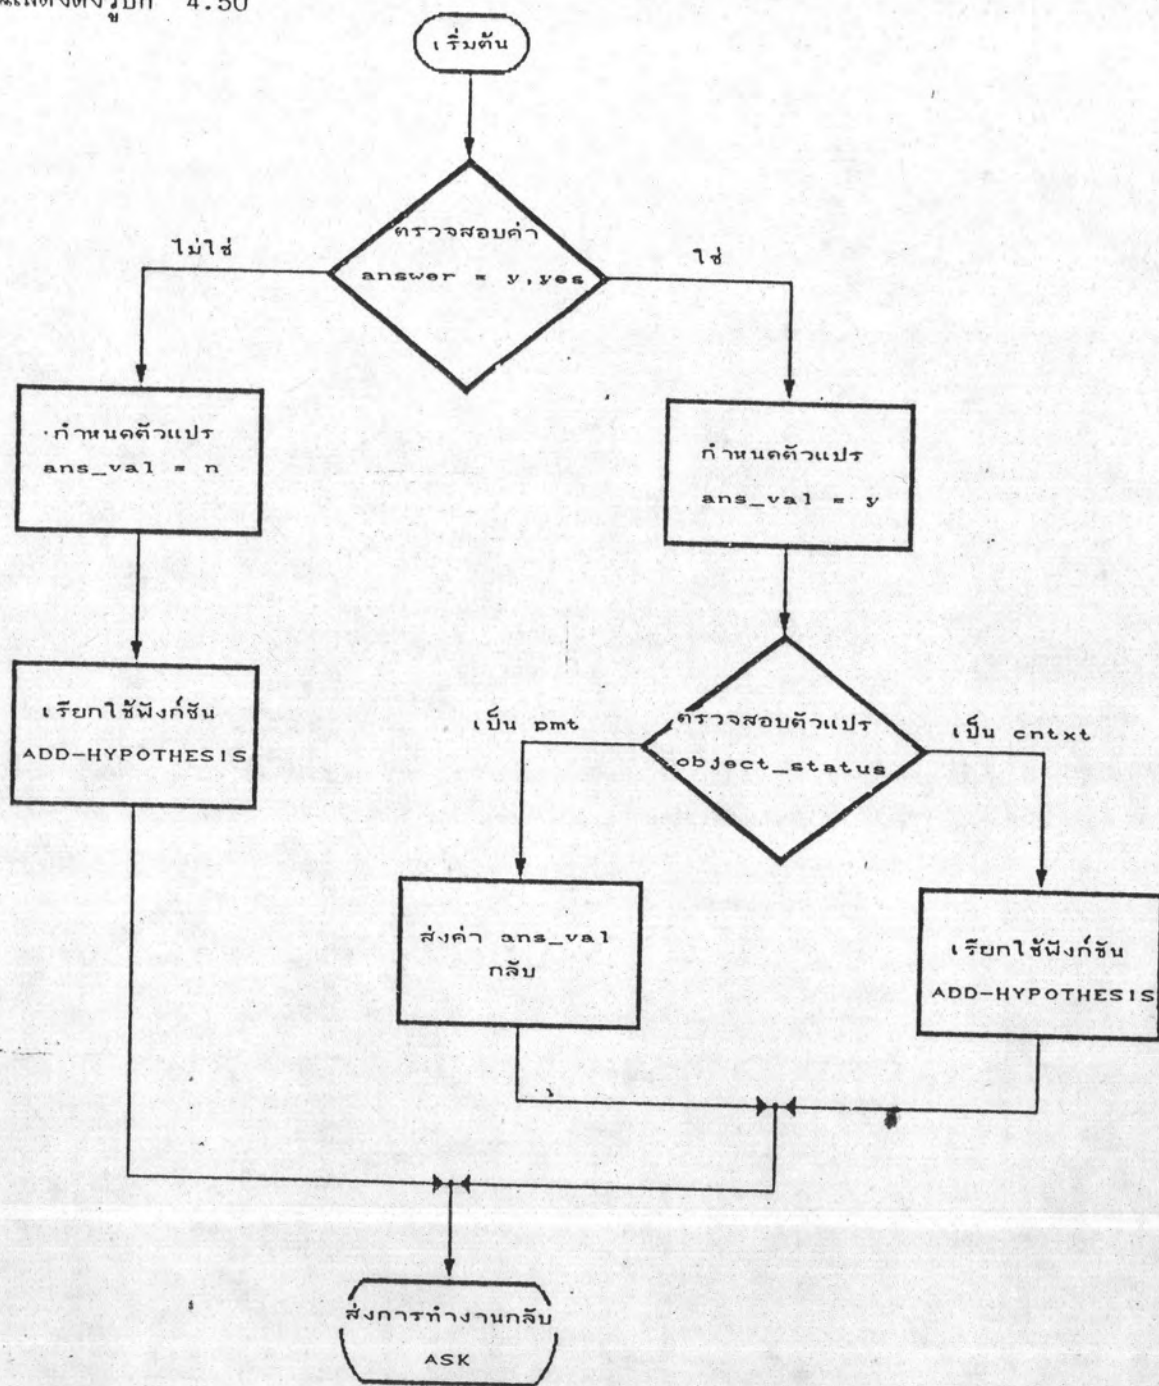 4.50
เริ่มต้น
ตรวจสอบค่า
answer = y,yes
ไม่ใช่
ใช่
กำหนดตัวแปร
ans_val = n
กำหนดตัวแปร
ans_val = y
เรียกใช้ฟังก์ชัน
ADD-HYPOTHESIS
ตรวจสอบตัวแปร
object_status
เป็น pmt
เป็น cntxt
ส่งค่า ans_val
กลับ
เรียกใช้ฟังก์ชัน
ADD-HYPOTHESIS
ส่งการทำงานกลับ
ASK